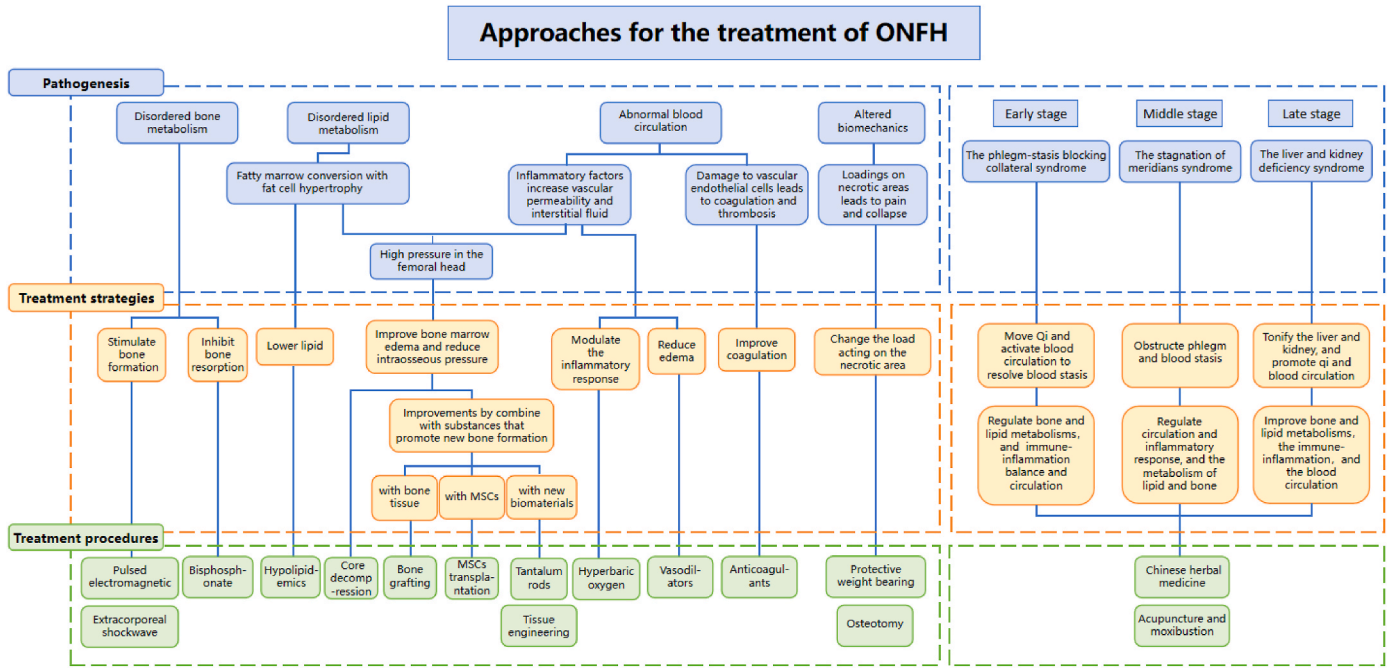 Approaches for the treatment of ONFH
Pathogenesis
Disordered bone
metabolism
Disordered lipid
metabolism
Abnormal blood
circulation
Altered
biomechanics
Early stage
Middle stage
Late stage
Fatty marrow conversion with
fat cell hypertrophy
Inflammatory factors
increase vascular
permeability and
interstitial fluid
Damage to vascular
endothelial cells leads
to coagulation and
thrombosis
Loadings on
necrotic areas
leads to pain
and collapse
The phlegm-stasis blocking
collateral syndrome
The stagnation of
meridians syndrome
The liver and kidney
deficiency syndrome
High pressure in the
femoral head
Treatment strategies
Stimulate
bone
formation
Inhibit
bone
resorption
Lower lipid
Improve bone marrow
edema and reduce
intraosseous pressure
Modulate
the
inflammatory
response
Reduce
edema
Improve
coagulation
Change the load
acting on the
necrotic area
Move Qi and
activate blood
circulation to
resolve blood stasis
Obstructe phlegm
and blood stasis
Tonify the liver and
kidney, and
promote qi and
blood circulation
Improvements by combine
with substances that
promote new bone formation
with bone
tissue
with MSCs
with new
biomaterials
Regulate bone and
lipid metabolisms,
and immune-
inflammation
balance and
circulation
Regulate
circulation and
inflammatory
response, and the
metabolism of
lipid and bone
Improve bone and
lipid metabolisms,
the immune-
inflammation, and
the blood
circulation
Treatment procedures
Pulsed
electromagnetic
Bisphosph-
onate
Hypolipid-
emics
Core
decomp
-ression
Bone
grafting
MSCs
transpla-
ntation
Tantalum
rods
Hyperbaric
oxygen
Vasodil-
ators
Anticoagul-
ants
Protective
weight bearing
Chinese herbal
medicine
Extracorporeal
shockwave
Tissue
engineering
Osteotomy
Acupuncture and
moxibustion